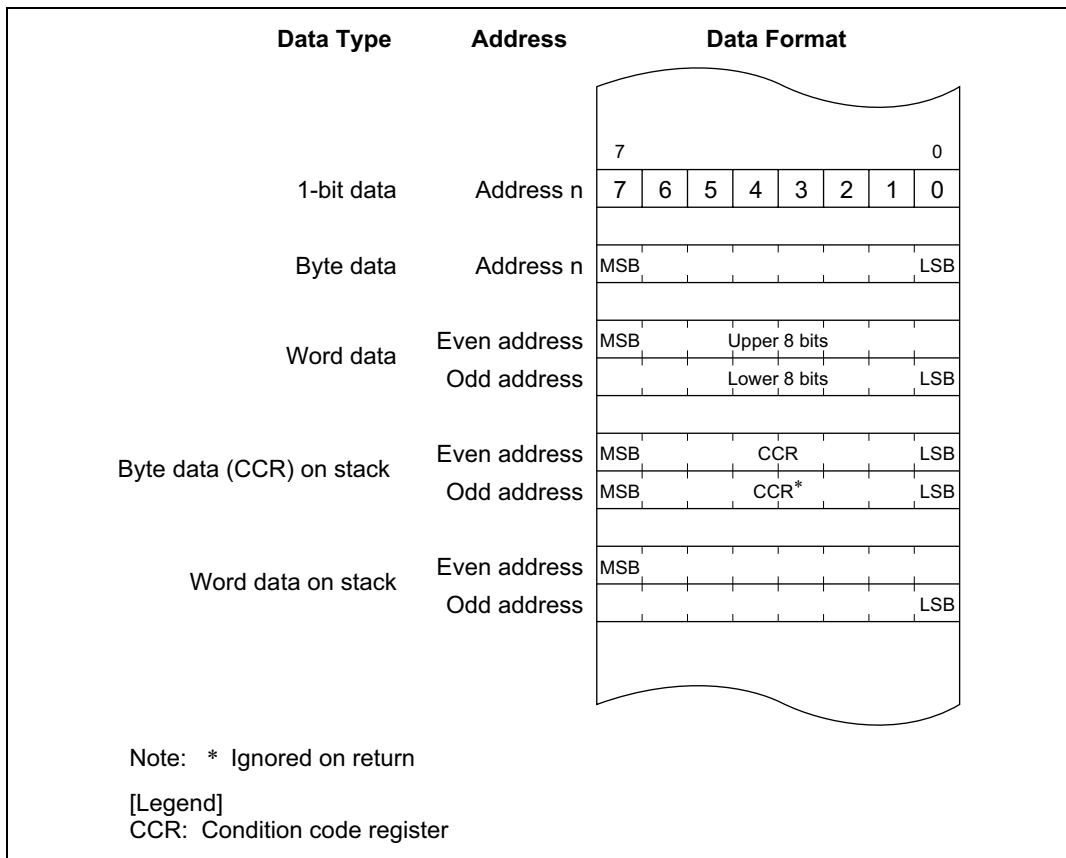 Data Type Address Data Format
7 0
1-bit data Address n 7 6 5 4 3 2 1 0
Byte data Address n MSB LSB
Word data
Even address MSB Upper 8 bits
Odd address Lower 8 bits LSB
Byte data (CCR) on stack
Even address MSB CCR LSB
Odd address MSB CCR* LSB
Word data on stack
Even address MSB
Odd address LSB
Note: * Ignored on return
[Legend]
CCR: Condition code register